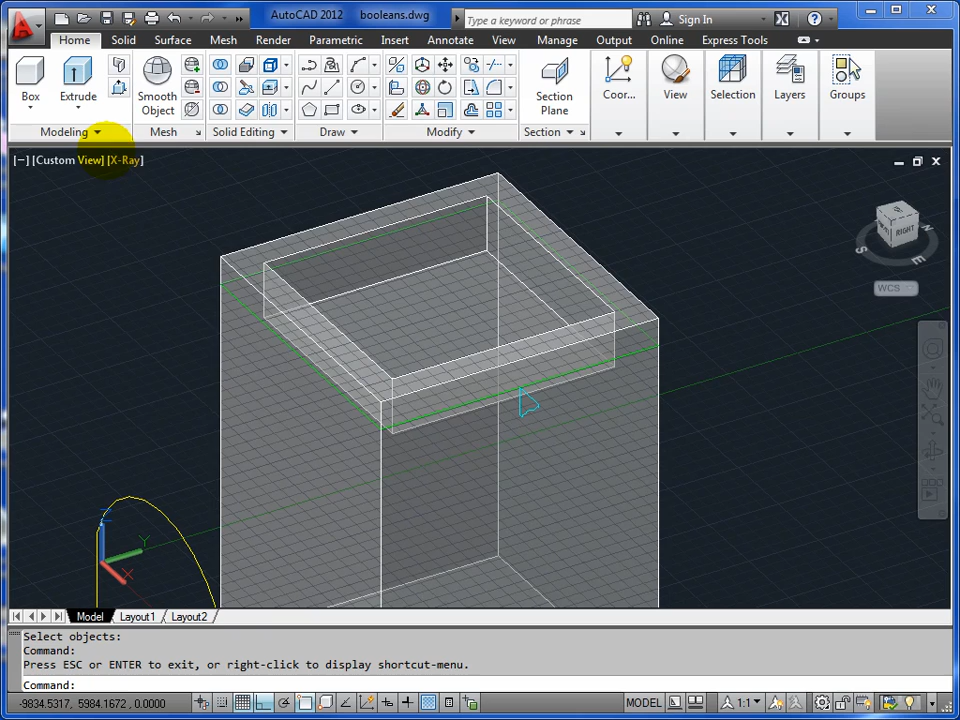 AutoCAD 2012 booleans.dwg
Type a keyword or phrase
Sign In
Home Solid Surface Mesh Render Parametric Insert Annotate View Manage Output Online Express Tools
Box
Extrude
Smooth
Object
Section
Plane
Coor...
View
Selection
Layers
Groups
Modeling
Mesh
Solid Editing
Draw
Modify
Section
[−] [Custom View] [X-Ray]
RIGHT
S
E
N
WCS
Y
X
Model Layout1 Layout2
Select objects:
Command:
Press ESC or ENTER to exit, or right-click to display shortcut-menu.
Command:
-9834.5317, 5984.1672, 0.0000
MODEL
1:1